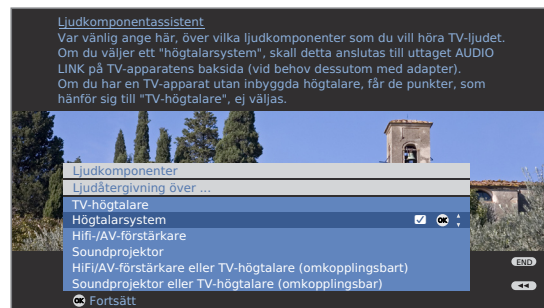 Ljudkomponentassistent
Var vänlig ange här, över vilka ljudkomponenter som du vill höra TV-ljudet.
Om du väljer ett "högtalarsystem", skall detta anslutas till uttaget AUDIO
LINK på TV-apparatens baksida (vid behov dessutom med adapter).
Om du har en TV-apparat utan inbyggda högtalare, får de punkter, som
hänför sig till "TV-högtalare", ej väljas.
Ljudkomponenter
Ljudåtergivning över ...
TV-högtalare
Högtalarsystem OK
Hifi-/AV-förstärkare
Soundprojektor
HiFi/AV-förstärkare eller TV-högtalare (omkopplingsbart)
Soundprojektor eller TV-högtalare (omkopplingsbar)
END
OK Fortsätt